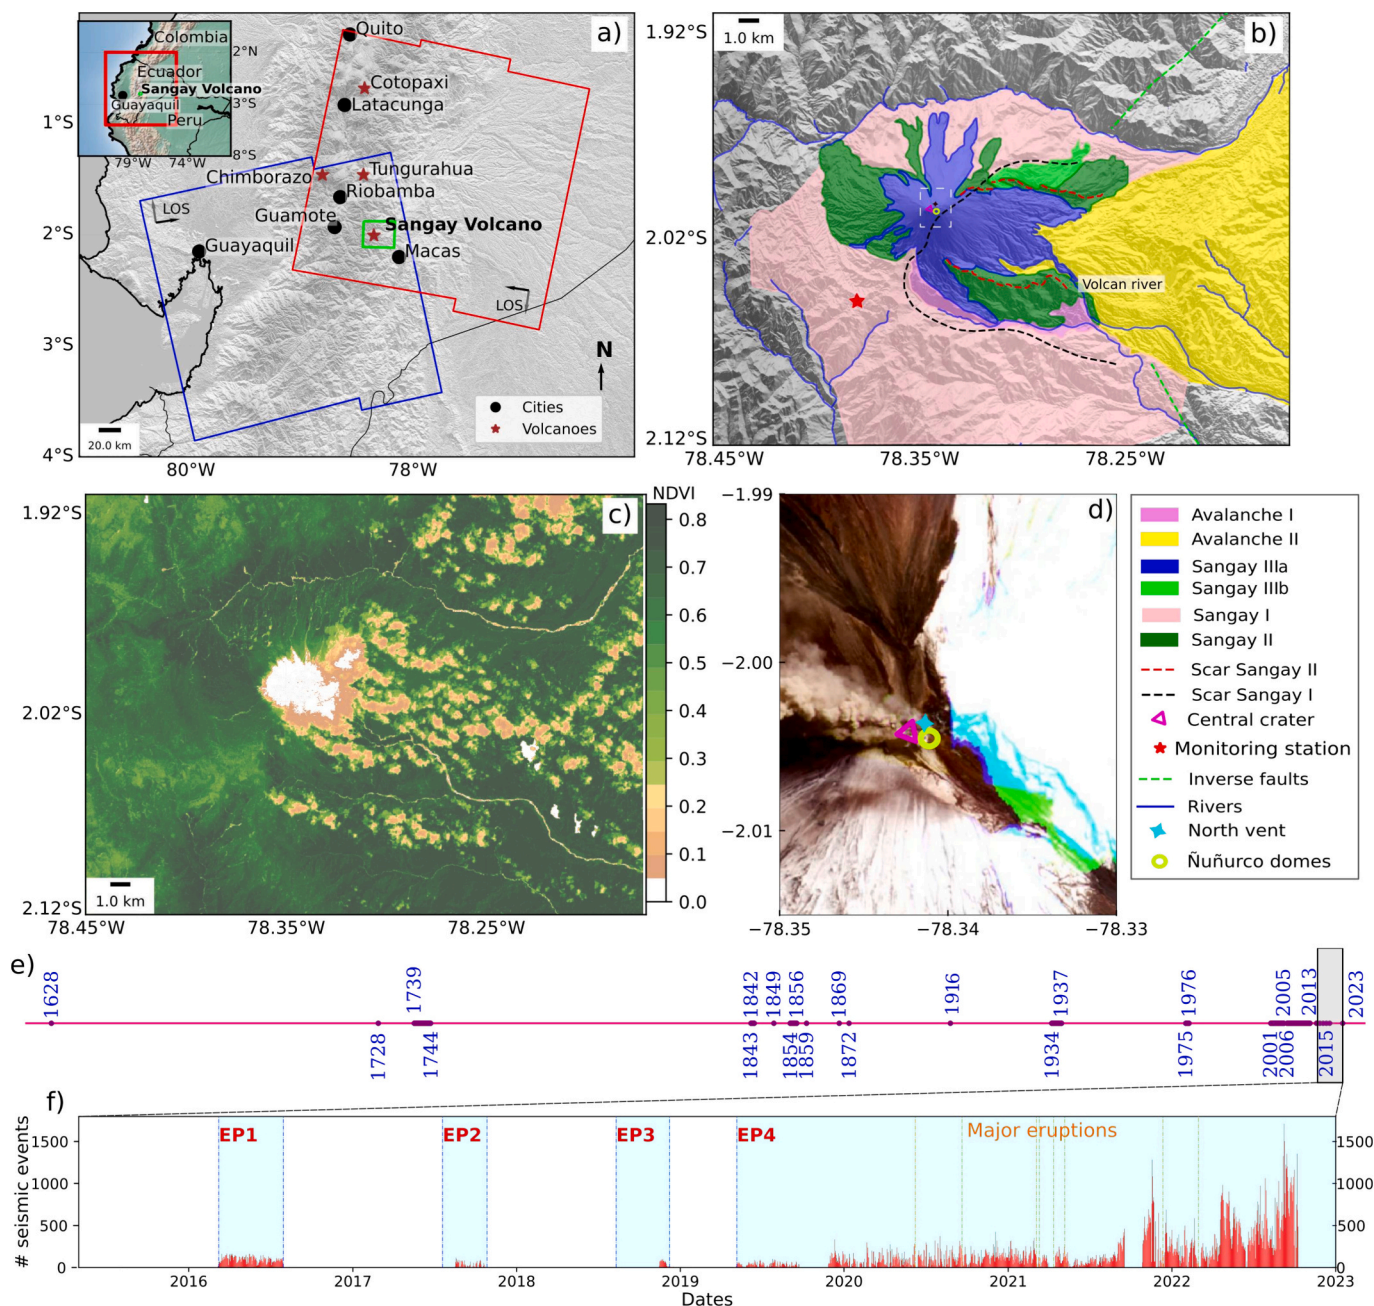 a)
Colombia
Ecuador
Sangay Volcano
Guayaquil
Peru
2°N
3°S
8°S
79°W 74°W
Quito
Cotopaxi
Latacunga
Chimborazo
Tungurahua
Riobamba
Guamote
Sangay Volcano
Guayaquil
Macas
LOS
LOS
N
Cities
Volcanoes
20.0 km
1°S
2°S
3°S
4°S
80°W 78°W
b)
1.0 km
Volcan river
1.92°S
2.02°S
2.12°S
78.45°W 78.35°W 78.25°W
c)
NDVI
0.8
0.7
0.6
0.5
0.4
0.3
0.2
0.1
0.0
1.0 km
1.92°S
2.02°S
2.12°S
78.45°W 78.35°W 78.25°W
d)
−1.99
−2.00
−2.01
−78.35 −78.34 −78.33
Avalanche I
Avalanche II
Sangay IIIa
Sangay IIIb
Sangay I
Sangay II
Scar Sangay II
Scar Sangay I
Central crater
Monitoring station
Inverse faults
Rivers
North vent
Ñuñurco domes
e)
1628
1728
1739
1744
1842
1843
1849
1854
1856
1859
1869
1872
1916
1934
1937
1975
1976
2001
2005
2006
2013
2015
2023
f)
EP1
EP2
EP3
EP4
Major eruptions
# seismic events
1500
1000
500
0
1500
1000
500
0
2016 2017 2018 2019 2020 2021 2022 2023
Dates